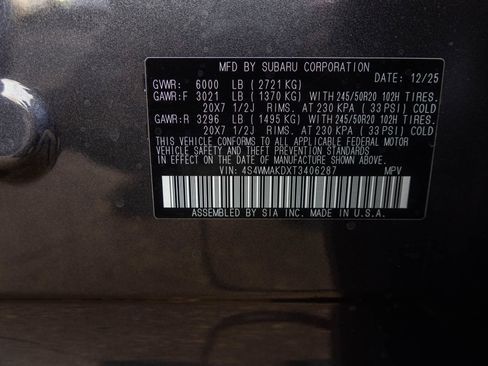 MFD BY SUBARU CORPORATION
DATE: 12/25
GVWR: 6000 LB ( 2721 KG)
GAWR:F 3021 LB ( 1370 KG) WITH 245/50R20 102H TIRES.
20X7 1/2J RIMS. AT 230 KPA ( 33 PSI) COLD
GAWR:R 3296 LB ( 1495 KG) WITH 245/50R20 102H TIRES.
20X7 1/2J RIMS. AT 230 KPA ( 33 PSI) COLD
THIS VEHICLE CONFORMS TO ALL APPLICABLE FEDERAL MOTOR
VEHICLE SAFETY AND THEFT PREVENTION STANDARDS IN EFFECT ON
THE DATE OF MANUFACTURE SHOWN ABOVE.
VIN: 4S4WMAKDXT3406287 MPV
ASSEMBLED BY SIA INC. MADE IN U.S.A.